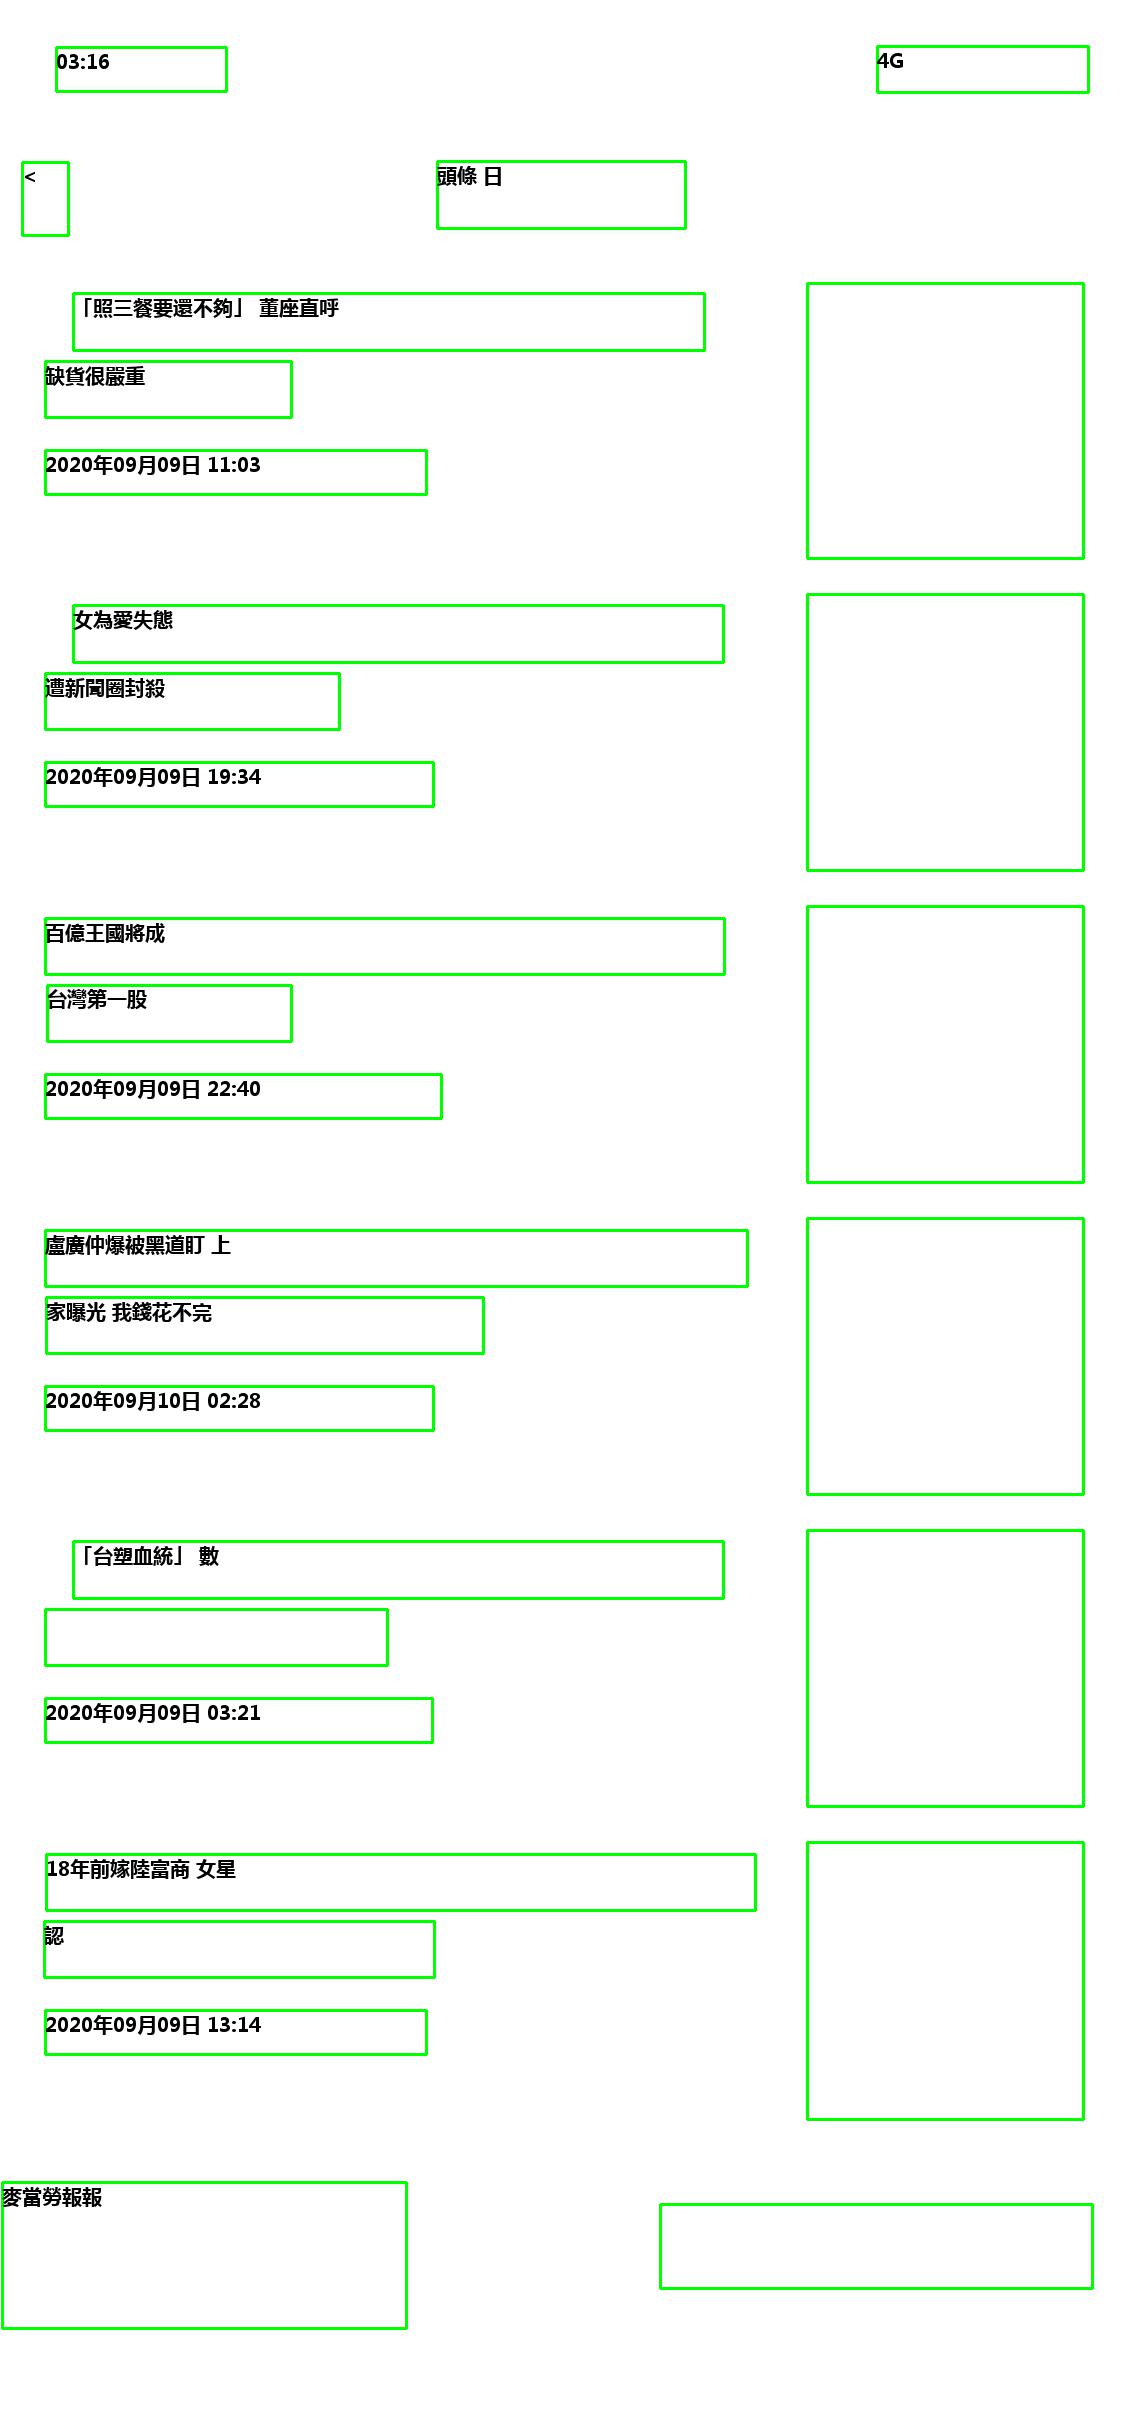 03:16
4G
<
頭條 日
「照三餐要還不夠」 董座直呼
缺貨很嚴重
2020年09月09日 11:03
女為愛失態
遭新聞圈封殺
2020年09月09日 19:34
百億王國將成
台灣第一股
2020年09月09日 22:40
盧廣仲爆被黑道盯 上
家曝光 我錢花不完
2020年09月10日 02:28
「台塑血統」 數
2020年09月09日 03:21
18年前嫁陸富商 女星
認
2020年09月09日 13:14
麥當勞報報